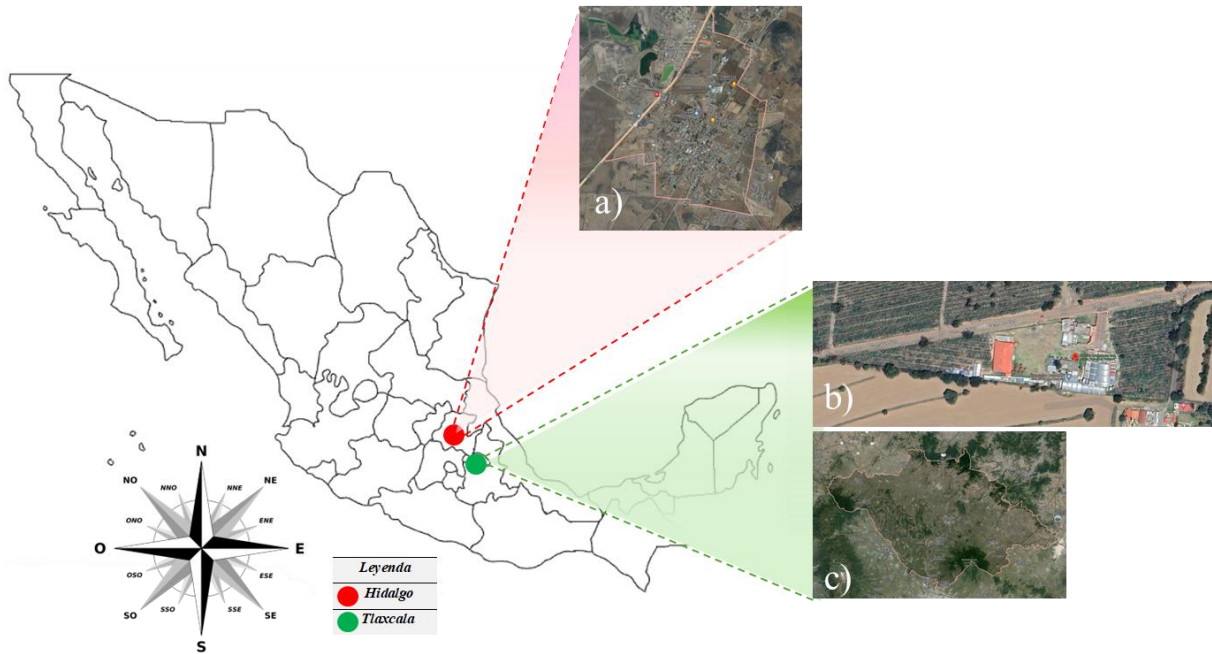 a)
b)
c)
N
NNO
NNE
NO
NE
ONO
ENE
O
E
OSO
ESE
SO
SSO
SSE
SE
S
Leyenda
Hidalgo
Tlaxcala